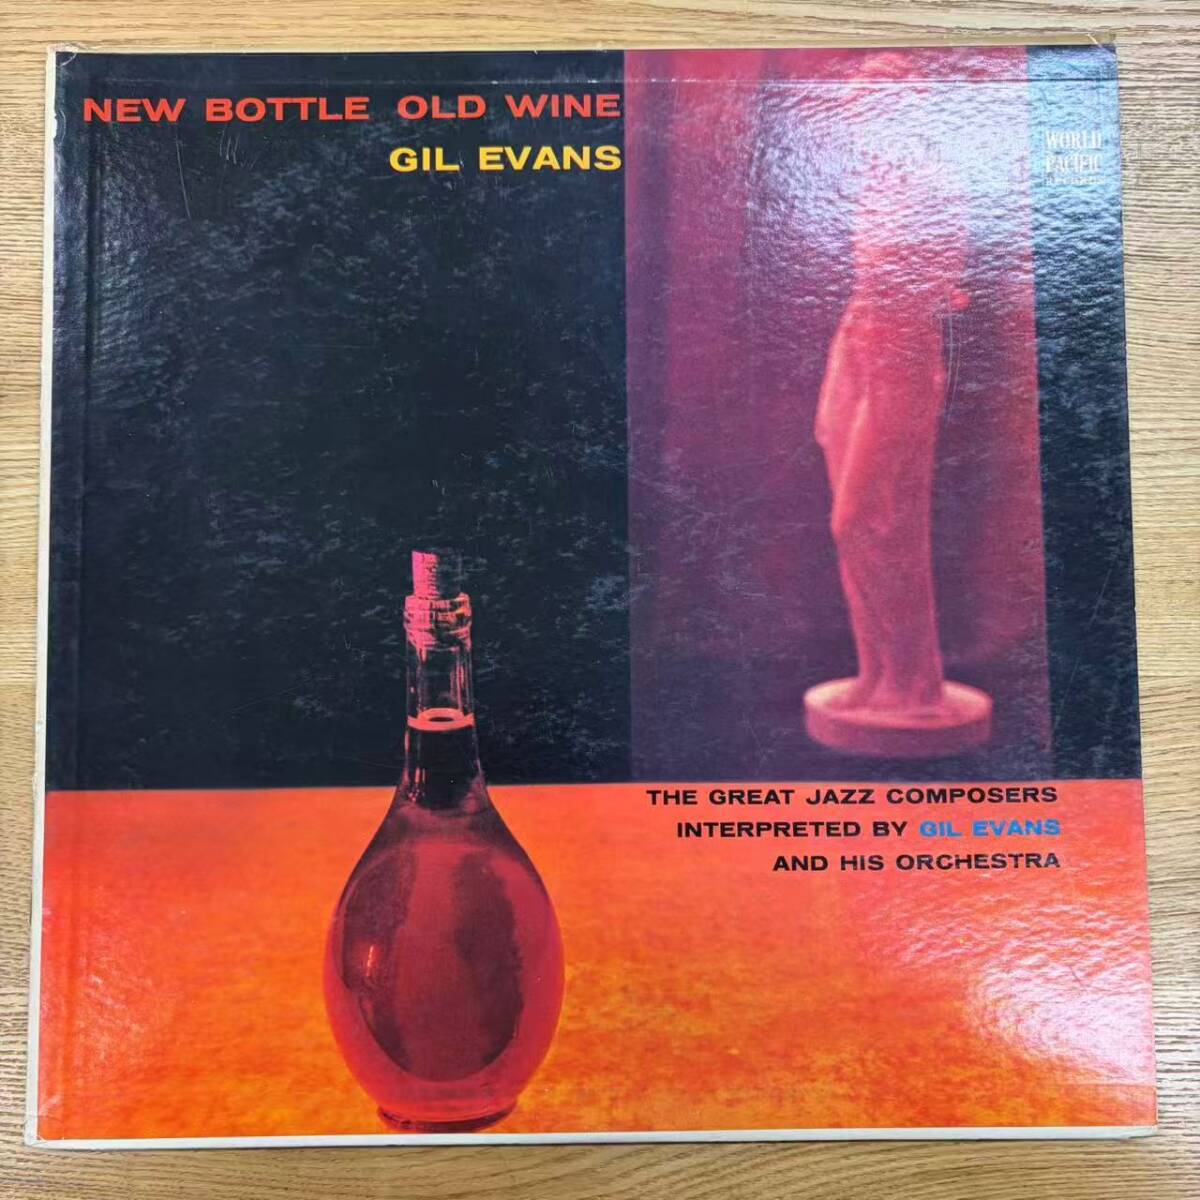 NEW BOTTLE OLD WINE
GIL EVANS
WORLD
PACIFIC
RECORDS
THE GREAT JAZZ COMPOSERS
INTERPRETED BY GIL EVANS
AND HIS ORCHESTRA